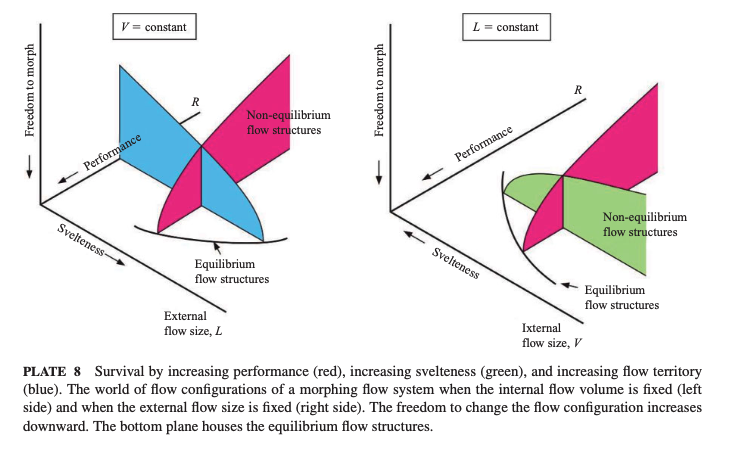 V = constant
Freedom to morph
R
Non-equilibrium
flow structures
Performance
Svelteness
Equilibrium
flow structures
External
flow size, L
L = constant
Freedom to morph
R
Performance
Non-equilibrium
flow structures
Svelteness
Equilibrium
flow structures
Ixternal
flow size, V
PLATE 8 Survival by increasing performance (red), increasing svelteness (green), and increasing flow territory
(blue). The world of flow configurations of a morphing flow system when the internal flow volume is fixed (left
side) and when the external flow size is fixed (right side). The freedom to change the flow configuration increases
downward. The bottom plane houses the equilibrium flow structures.